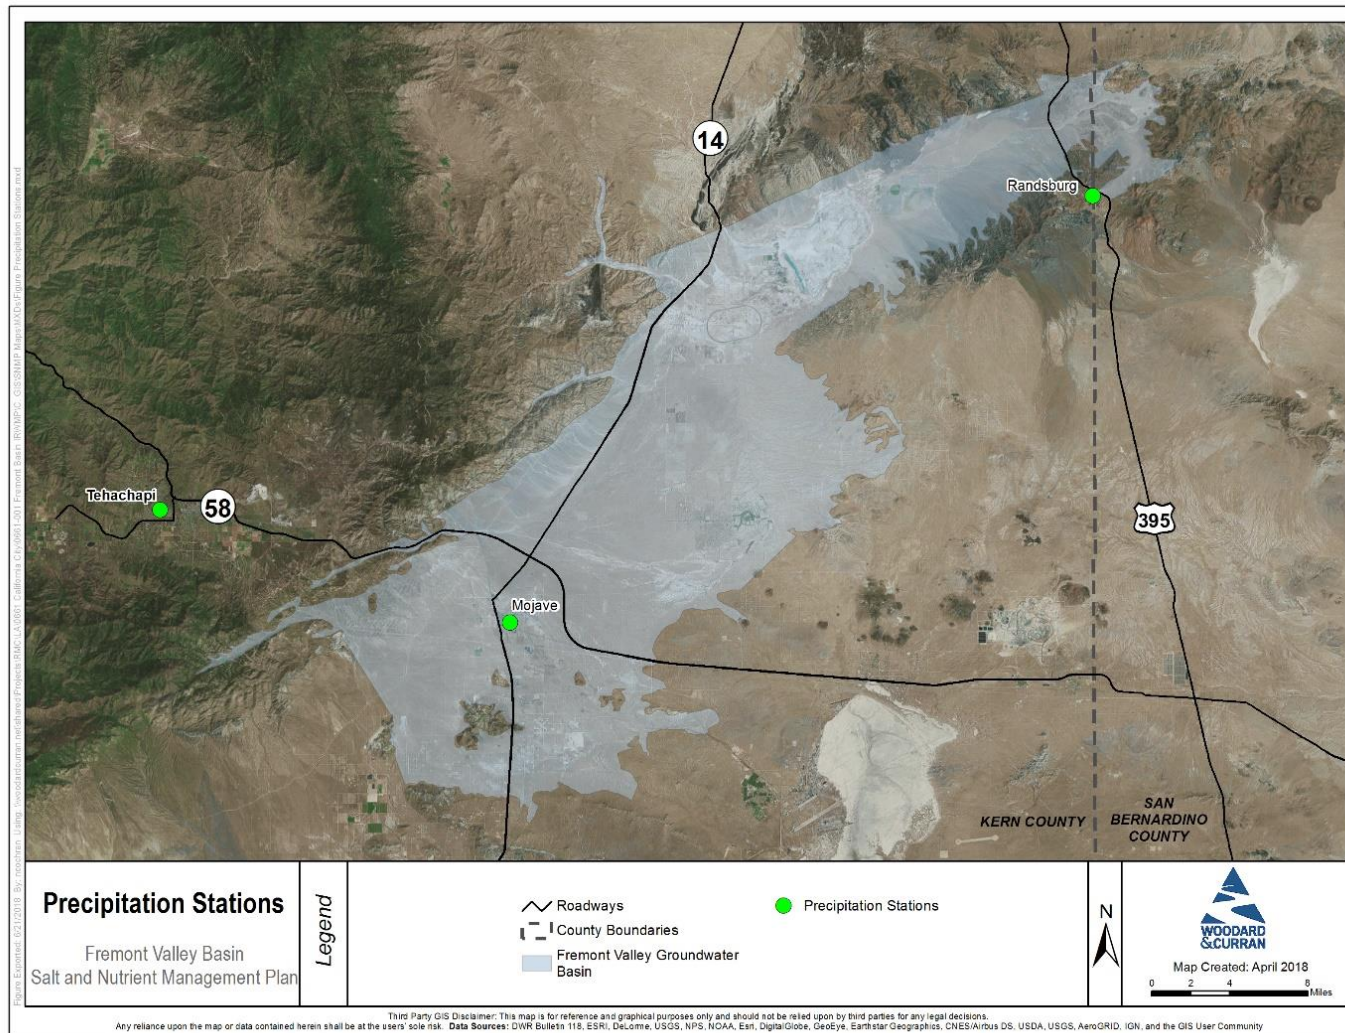 14
Randsburg
Tehachapi
58
395
Mojave
KERN COUNTY
SAN
BERNARDINO
COUNTY
Precipitation Stations
Fremont Valley Basin
Salt and Nutrient Management Plan
Legend
Roadways
County Boundaries
Fremont Valley Groundwater
Basin
Precipitation Stations
N
WOODARD
&CURRAN
Map Created: April 2018
0 2 4 8
Miles
Third Party GIS Disclaimer: This map is for reference and graphical purposes only and should not be relied upon by third parties for any legal decisions.
Any reliance upon the map or data contained herein shall be at the users' sole risk. Data Sources: DWR Bulletin 118, ESRI, DeLorme, USGS, NPS, NOAA, Esri, DigitalGlobe, GeoEye, Earthstar Geographics, CNES/Airbus DS, USDA, USGS, AeroGRID, IGN, and the GIS User Community